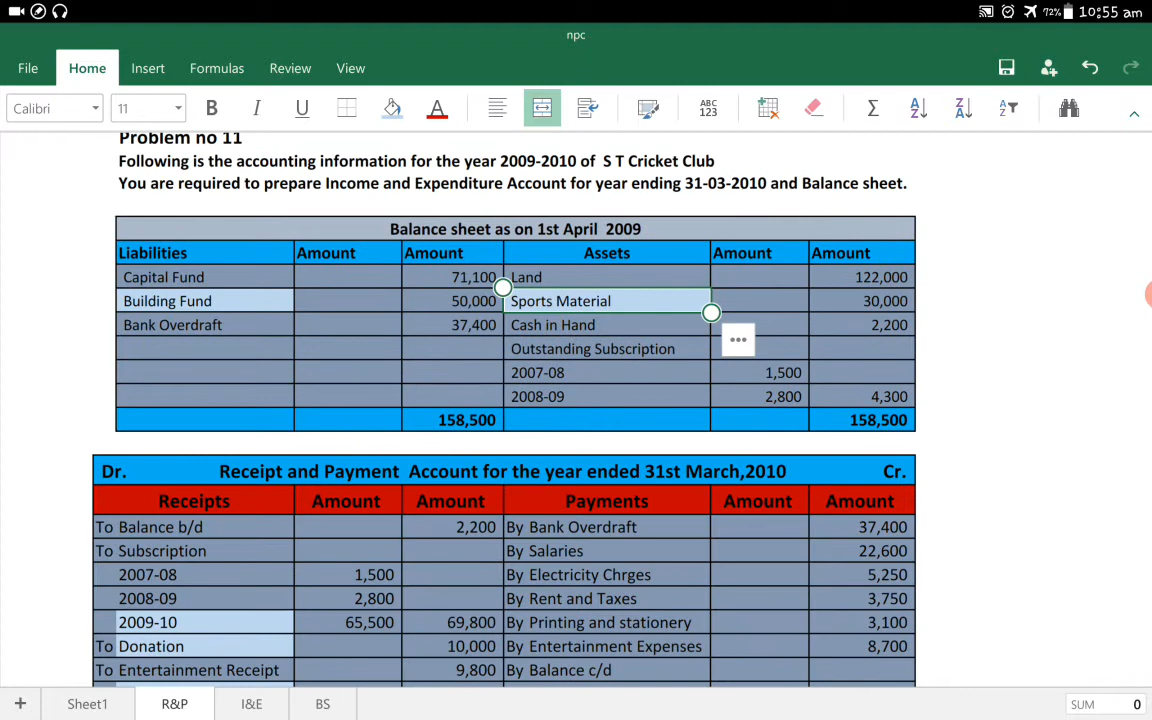 72% 10:55 am
npc
File Home Insert Formulas Review View
Calibri 11 B I U A ABC 123 Σ A Z Z A A
Problem no 11
Following is the accounting information for the year 2009-2010 of S T Cricket Club
You are required to prepare Income and Expenditure Account for year ending 31-03-2010 and Balance sheet.
Balance sheet as on 1st April 2009
Liabilities Amount Amount Assets Amount Amount
Capital Fund 71,100 Land 122,000
Building Fund 50,000 Sports Material 30,000
Bank Overdraft 37,400 Cash in Hand 2,200
Outstanding Subscription
2007-08 1,500
2008-09 2,800 4,300
158,500 158,500
Dr. Receipt and Payment Account for the year ended 31st March,2010 Cr.
Receipts Amount Amount Payments Amount Amount
To Balance b/d 2,200 By Bank Overdraft 37,400
To Subscription By Salaries 22,600
2007-08 1,500 By Electricity Chrges 5,250
2008-09 2,800 By Rent and Taxes 3,750
2009-10 65,500 69,800 By Printing and stationery 3,100
To Donation 10,000 By Entertainment Expenses 8,700
To Entertainment Receipt 9,800 By Balance c/d
+ Sheet1 R&P I&E BS SUM 0